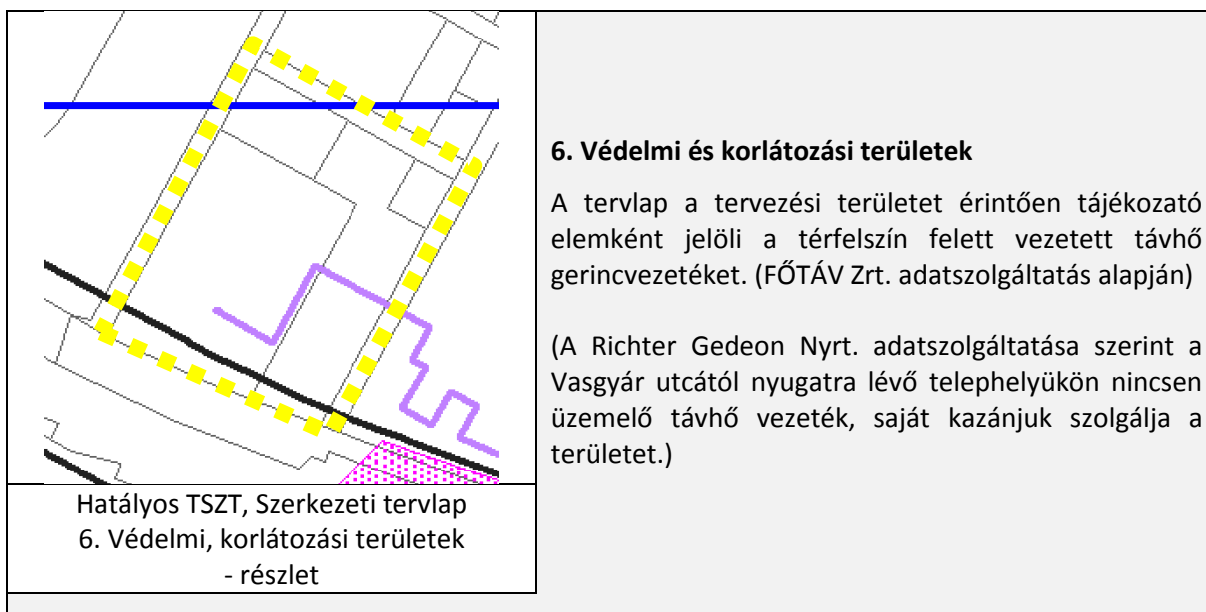 6. Védelmi és korlátozási területek
A tervlap a tervezési területet érintően tájékozató
elemként jelöli a térfelszín felett vezetett távhő
gerincvezetéket. (FŐTÁV Zrt. adatszolgáltatás alapján)
(A Richter Gedeon Nyrt. adatszolgáltatása szerint a
Vasgyár utcától nyugatra lévő telephelyükön nincsen
üzemelő távhő vezeték, saját kazánjuk szolgálja a
területet.)
Hatályos TSZT, Szerkezeti tervlap
6. Védelmi, korlátozási területek
- részlet